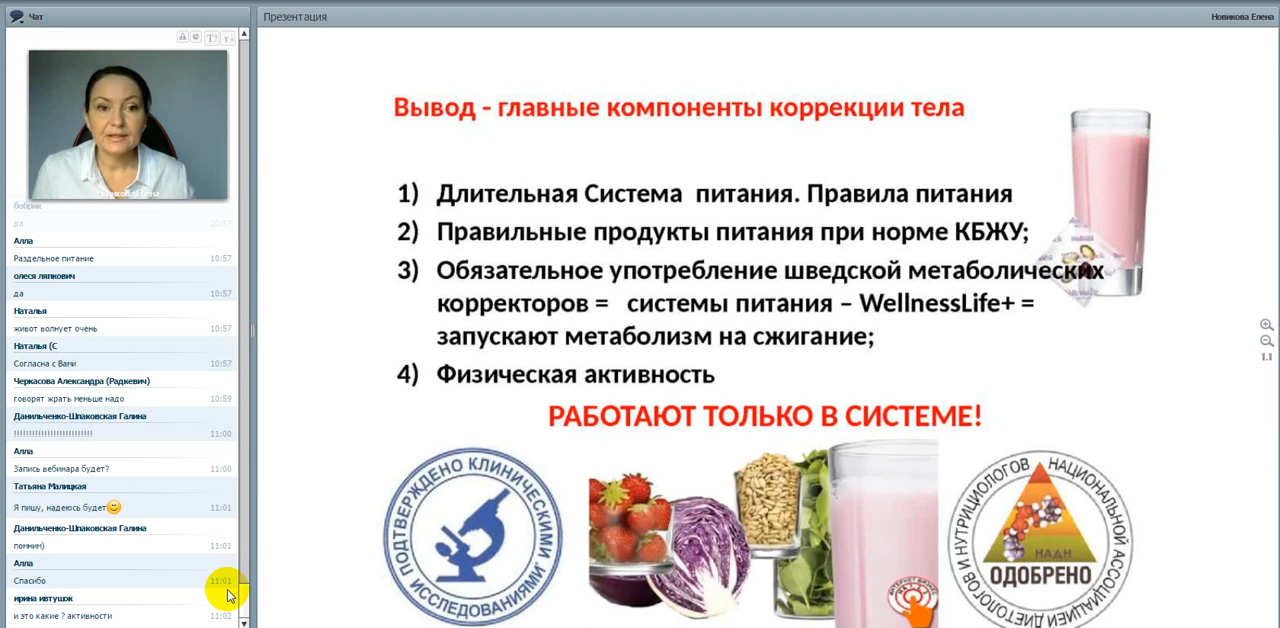 Чат
Презентация
Новикова Елена
бобрик
да 10:57
Алла
Раздельное питание 10:57
олеся ляпкович
да 10:57
Наталья
живот волнует очень 10:57
Наталья (С
Согласна с Вами 10:57
Черкасова Александра (Радкевич)
говорят жрать меньше надо 10:59
Данильченко-Шпаковская Галина
!!!!!!!!!!!!!!!!!!!!!!!!!! 11:00
Алла
Запись вебинара будет? 11:00
Татьяна Малицкая
Я пишу, надеюсь будет 11:01
Данильченко-Шпаковская Галина
помним) 11:01
Алла
Спасибо 11:01
ирина ивтушок
и это какие ? активности 11:02
Вывод - главные компоненты коррекции тела
1) Длительная Система питания. Правила питания
2) Правильные продукты питания при норме КБЖУ;
3) Обязательное употребление шведской метаболических
корректоров = системы питания – WellnessLife+ =
запускают метаболизм на сжигание;
4) Физическая активность
РАБОТАЮТ ТОЛЬКО В СИСТЕМЕ!
ПОДТВЕРЖДЕНО КЛИНИЧЕСКИМИ ИССЛЕДОВАНИЯМИ
ИНТЕРНЕТ-БИЗНЕС
НАЦИОНАЛЬНОЙ АССОЦИАЦИЕЙ ДИЕТОЛОГОВ И НУТРИЦИОЛОГОВ
НАДН
ОДОБРЕНО
1.1